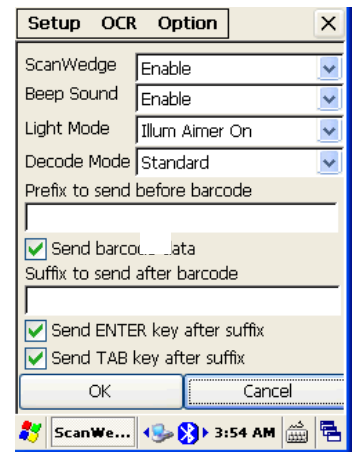 Setup OCR Option
ScanWedge Enable
Beep Sound Enable
Light Mode Illum Aimer On
Decode Mode Standard
Prefix to send before barcode
Send
Suffix to send after barcode
Send ENTER key after suffix
Send TAB key after suffix
OK Cancel
ScanWe... 3:54 AM